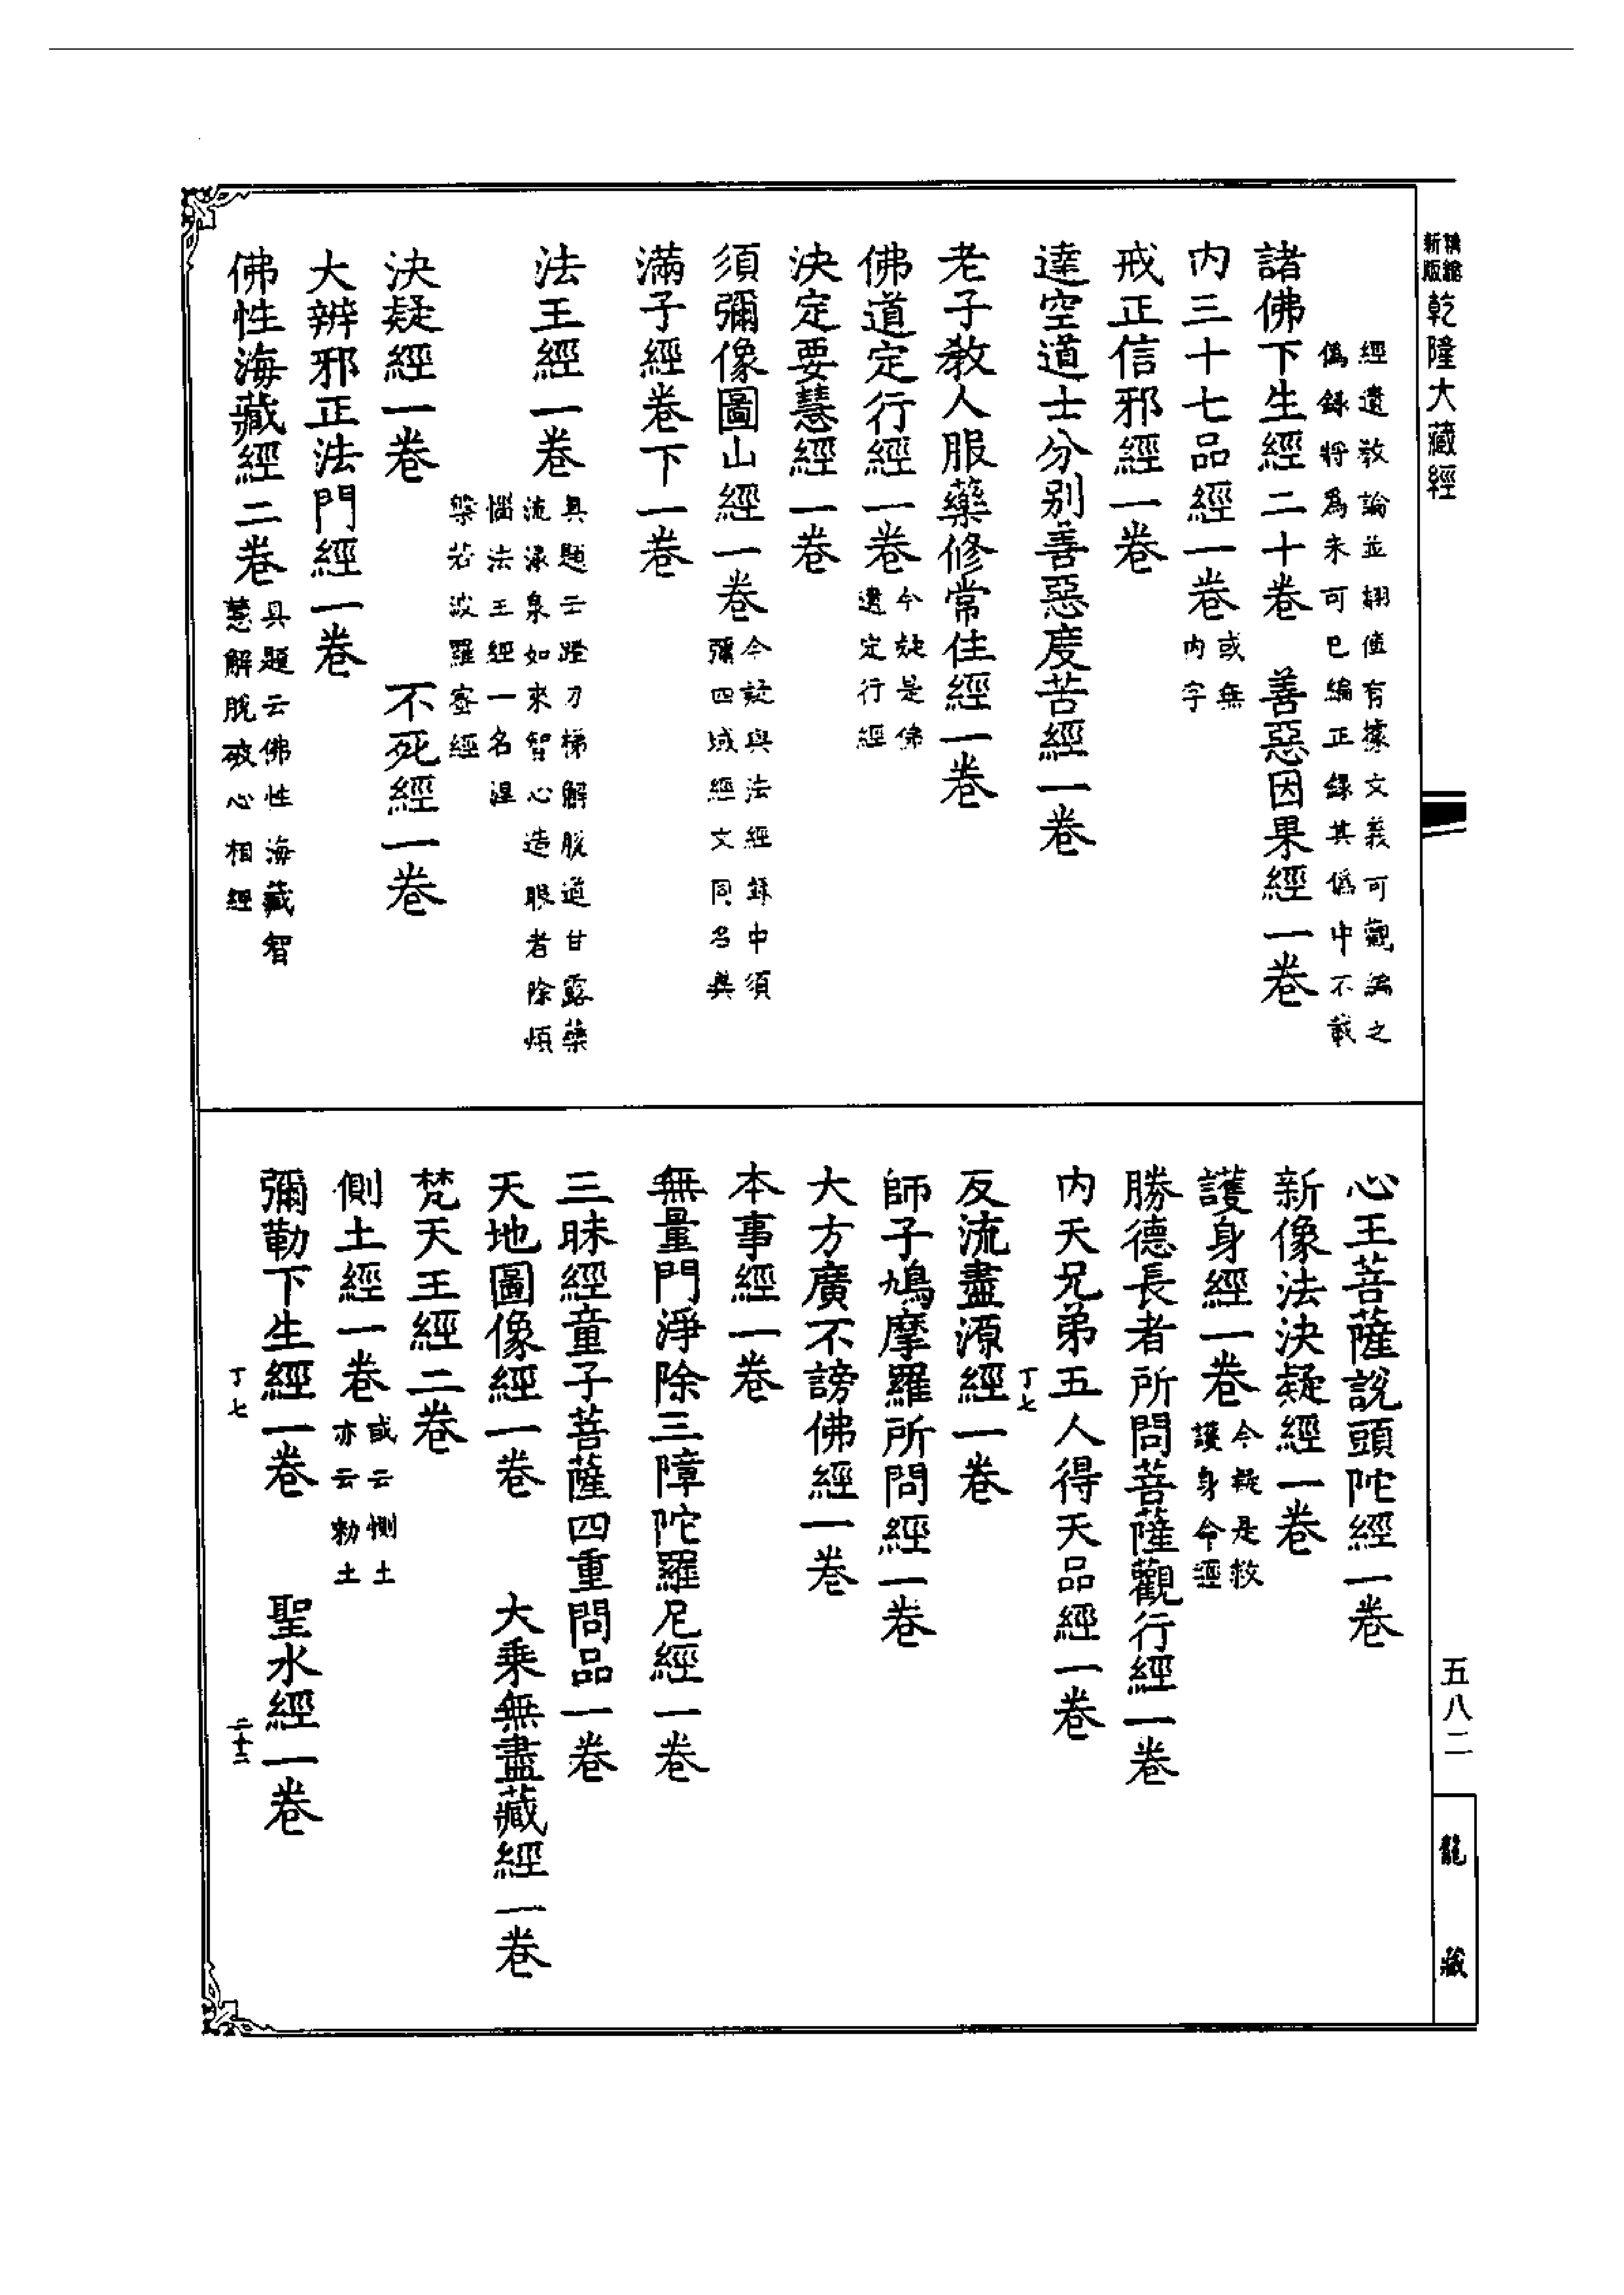 新版
精縮
乾隆大藏經
經遺敎論並翻傳有據文義可觀編之
偽錄將爲未可巳編正錄其偽中不載
諸佛下生經二十卷　善惡因果經一卷
内三十七品經一卷或無
内字
戒正信邪經一卷
達空道士分别善惡度苦經一卷
老子敎人服藥修常住經一卷
佛道定行經一卷今疑是佛
遺定行經
決定要慧經一卷
須彌像圖山經一卷今疑與法經錄中須
彌四域經文同名異
滿子經卷下一卷
法王經一卷具題云蹬刀梯解脫道甘露藥
流淥泉如來智心造服者除煩
惱法王經一名涅
槃若波羅蜜經
決疑經一卷　不死經一卷
大辨邪正法門經一卷
佛性海藏經二卷具題云佛性海藏智
慧解脫破心相經
心王菩薩說頭陀經一卷
新像法決疑經一卷
護身經一卷今疑是救
護身命經
勝德長者所問菩薩觀行經一卷
内天兄弟五人得天品經一卷
丁七
反流盡源經一卷
師子鳩摩羅所問經一卷
大方廣不謗佛經一卷
本事經一卷
無量門淨除三障陀羅尼經一卷
三昧經童子菩薩四重問品一卷
天地圖像經一卷　大乘無盡藏經一卷
梵天王經二卷
側土經一卷或云惻土
亦云勑土
彌勒下生經一卷　聖水經一卷
丁七
二十三
五八二
龍藏